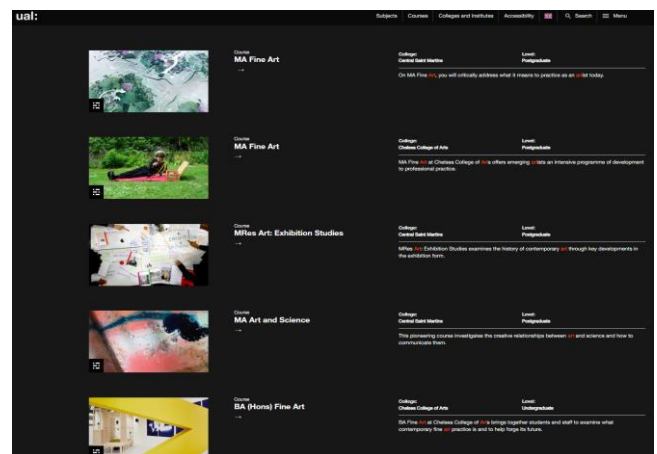 ual:
Subjects Courses Colleges and Institutes Accessibility Search Menu
Course
MA Fine Art
→
College:
Central Saint Martins
Level:
Postgraduate
On MA Fine Art, you will critically address what it means to practice as an artist today.
Course
MA Fine Art
→
College:
Chelsea College of Arts
Level:
Postgraduate
MA Fine Art at Chelsea College of Arts offers emerging artists an intensive programme of development
to professional practice.
Course
MRes Art: Exhibition Studies
→
College:
Central Saint Martins
Level:
Postgraduate
MRes Art: Exhibition Studies examines the history of contemporary art through key developments in
the exhibition form.
Course
MA Art and Science
→
College:
Central Saint Martins
Level:
Postgraduate
This pioneering course investigates the creative relationships between art and science and how to
communicate them.
Course
BA (Hons) Fine Art
→
College:
Chelsea College of Arts
Level:
Undergraduate
BA Fine Art at Chelsea College of Arts brings together students and staff to examine what
contemporary fine art practice is and to help forge its future.